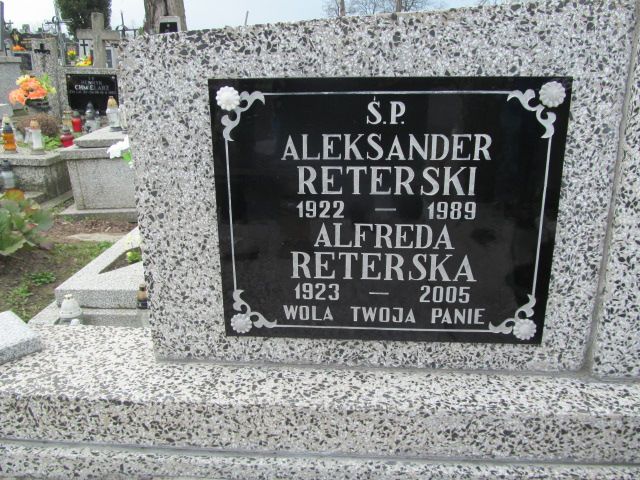 Ś.P.
ALEKSANDER
RETERSKI
1922 — 1989
ALFREDA
RETERSKA
1923 — 2005
WOLA TWOJA PANIE